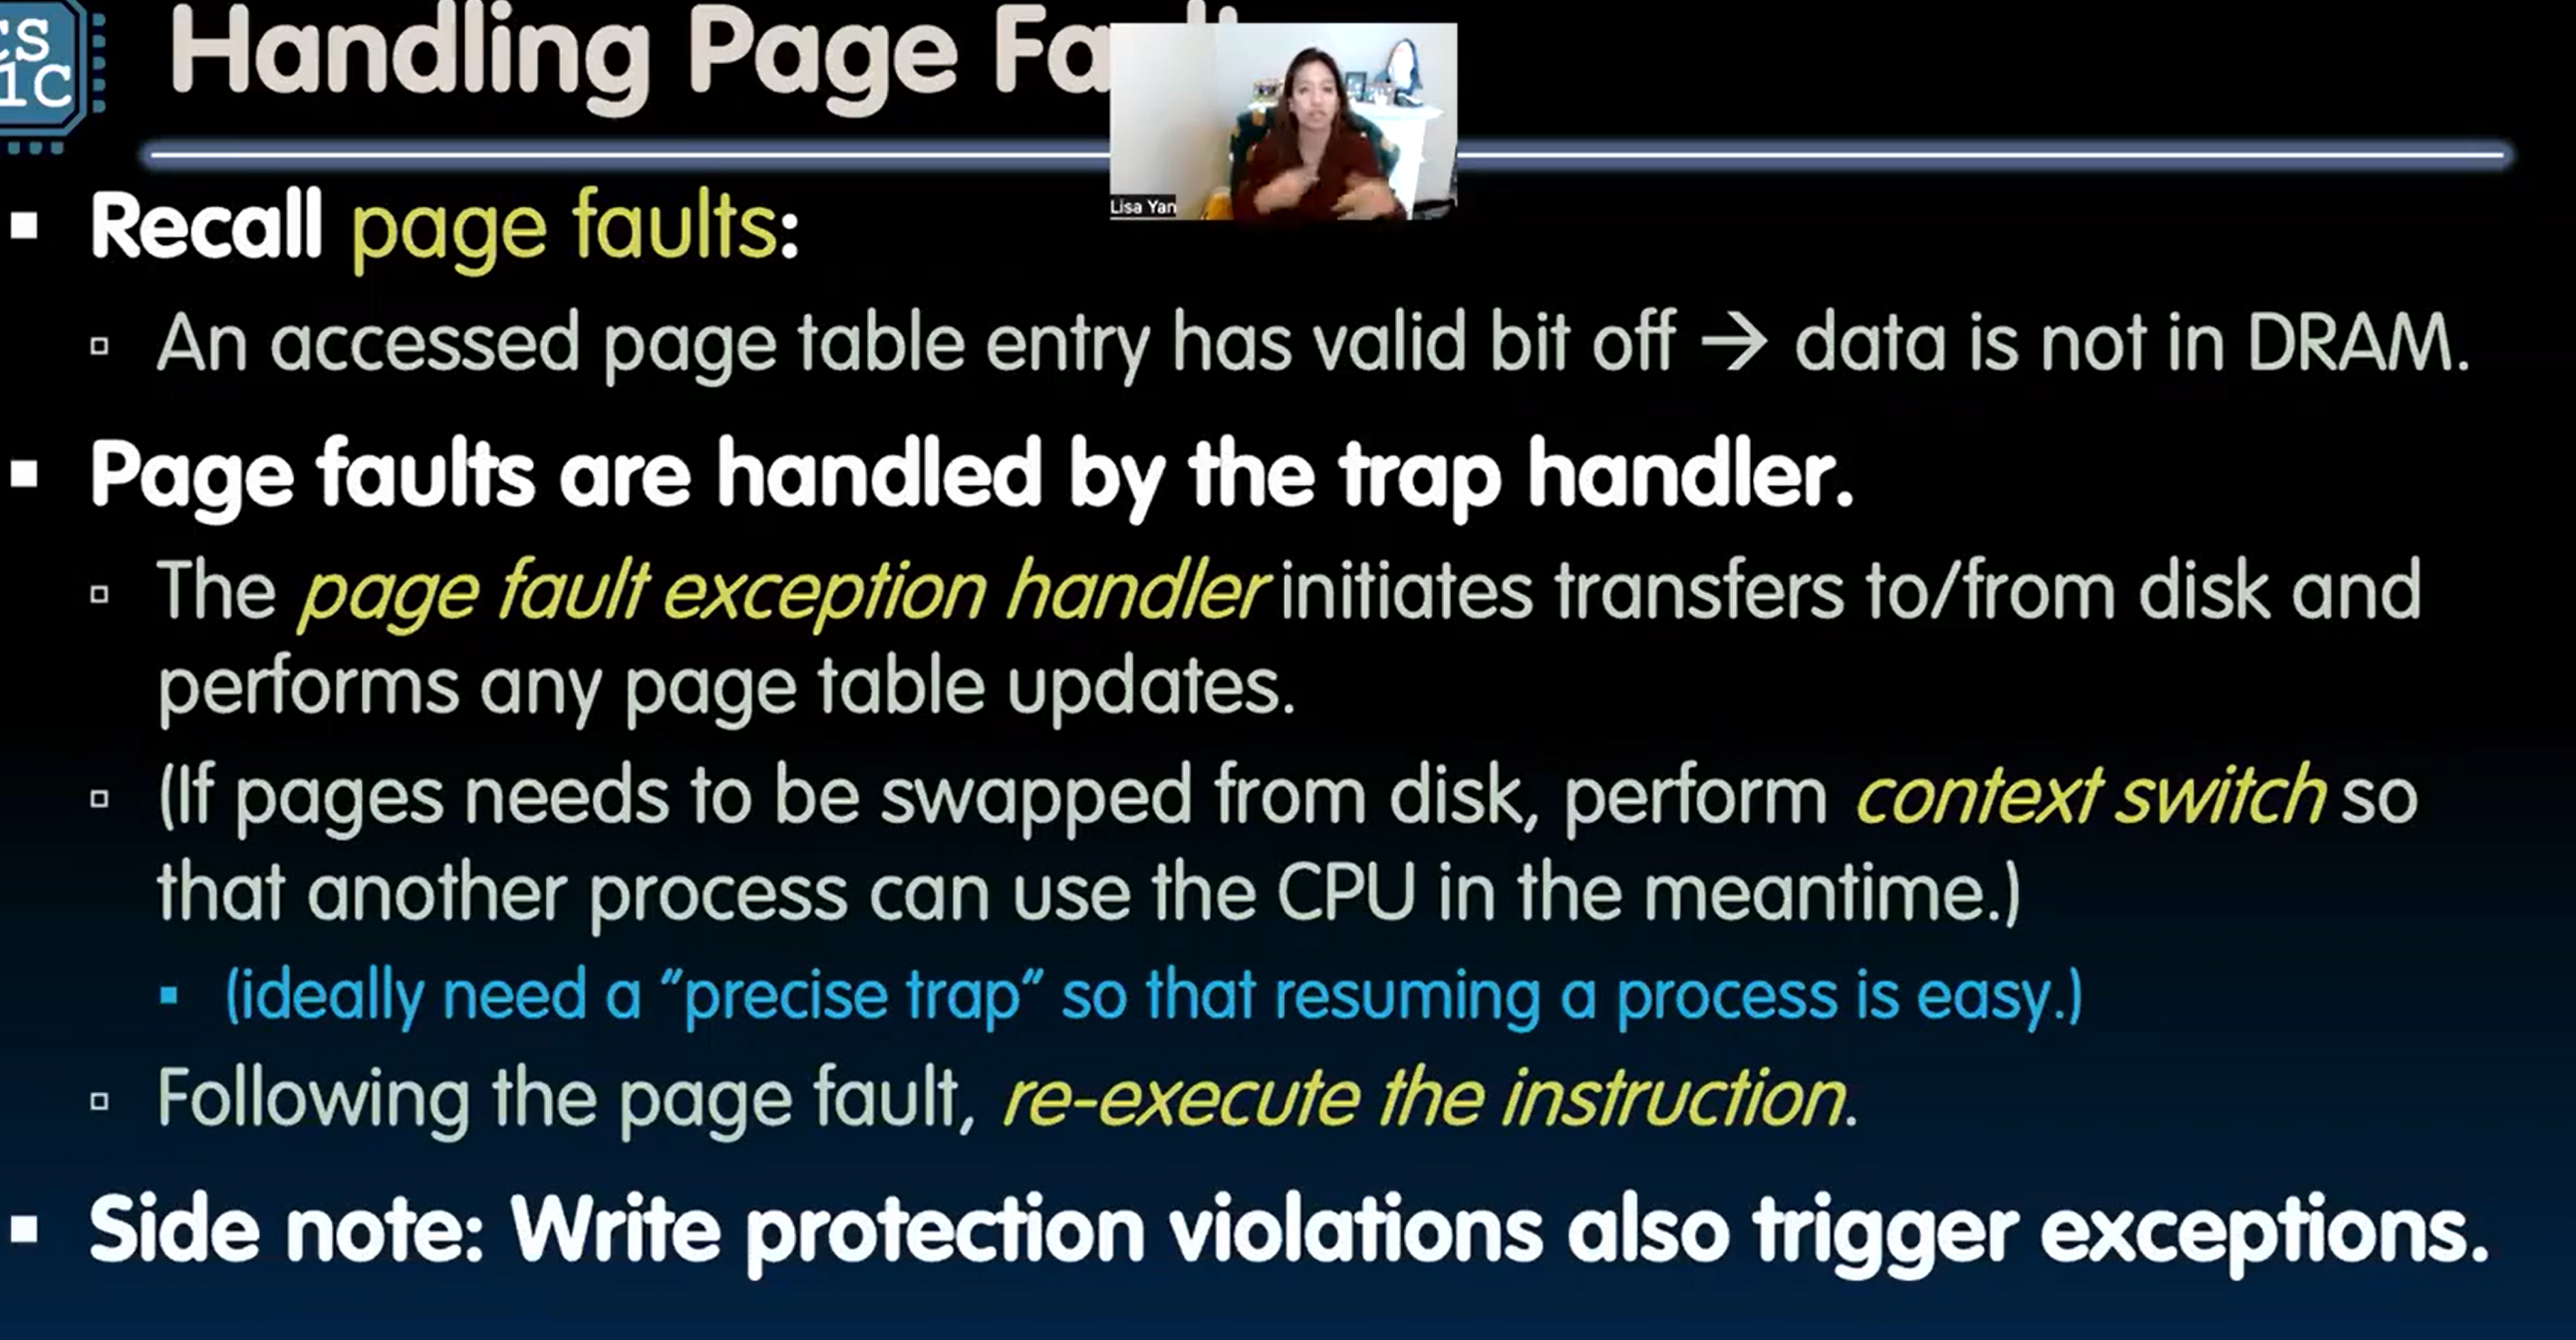 CS
1C
Handling Page
Lisa Yan
▪ Recall page faults:
▫ An accessed page table entry has valid bit off → data is not in DRAM.
▪ Page faults are handled by the trap handler.
▫ The page fault exception handler initiates transfers to/from disk and
performs any page table updates.
▫ (If pages needs to be swapped from disk, perform context switch so
that another process can use the CPU in the meantime.)
▪ (ideally need a “precise trap” so that resuming a process is easy.)
▫ Following the page fault, re-execute the instruction.
▪ Side note: Write protection violations also trigger exceptions.